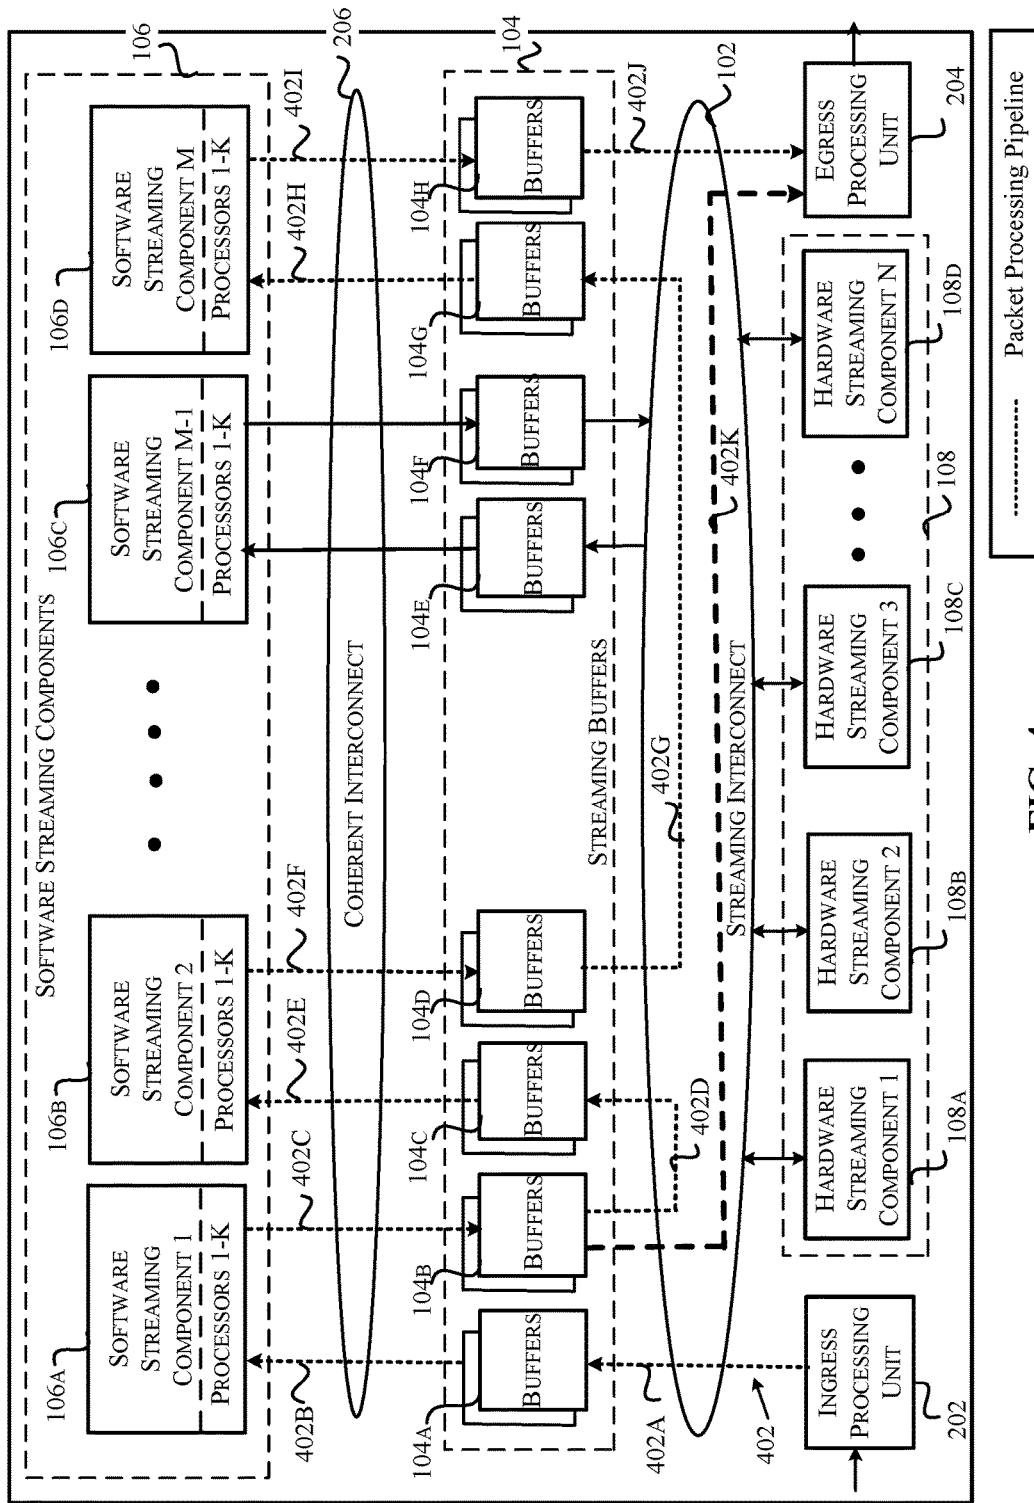 106
SOFTWARE STREAMING COMPONENTS
106A
106B
106C
106D
SOFTWARE
STREAMING
COMPONENT 1
PROCESSORS 1-K
SOFTWARE
STREAMING
COMPONENT 2
PROCESSORS 1-K
SOFTWARE
STREAMING
COMPONENT M-1
PROCESSORS 1-K
SOFTWARE
STREAMING
COMPONENT M
PROCESSORS 1-K
402B
402C
402E
402F
402H
402I
206
COHERENT INTERCONNECT
104A
104B
104C
104D
104E
104F
104G
104H
104
BUFFERS
BUFFERS
BUFFERS
BUFFERS
BUFFERS
BUFFERS
BUFFERS
BUFFERS
STREAMING BUFFERS
402A
402D
402G
402J
402K
102
STREAMING INTERCONNECT
402
INGRESS
PROCESSING
UNIT
202
HARDWARE
STREAMING
COMPONENT 1
108A
HARDWARE
STREAMING
COMPONENT 2
108B
HARDWARE
STREAMING
COMPONENT 3
108C
HARDWARE
STREAMING
COMPONENT N
108D
108
EGRESS
PROCESSING
UNIT
204
Packet Processing Pipeline
FIG. 4